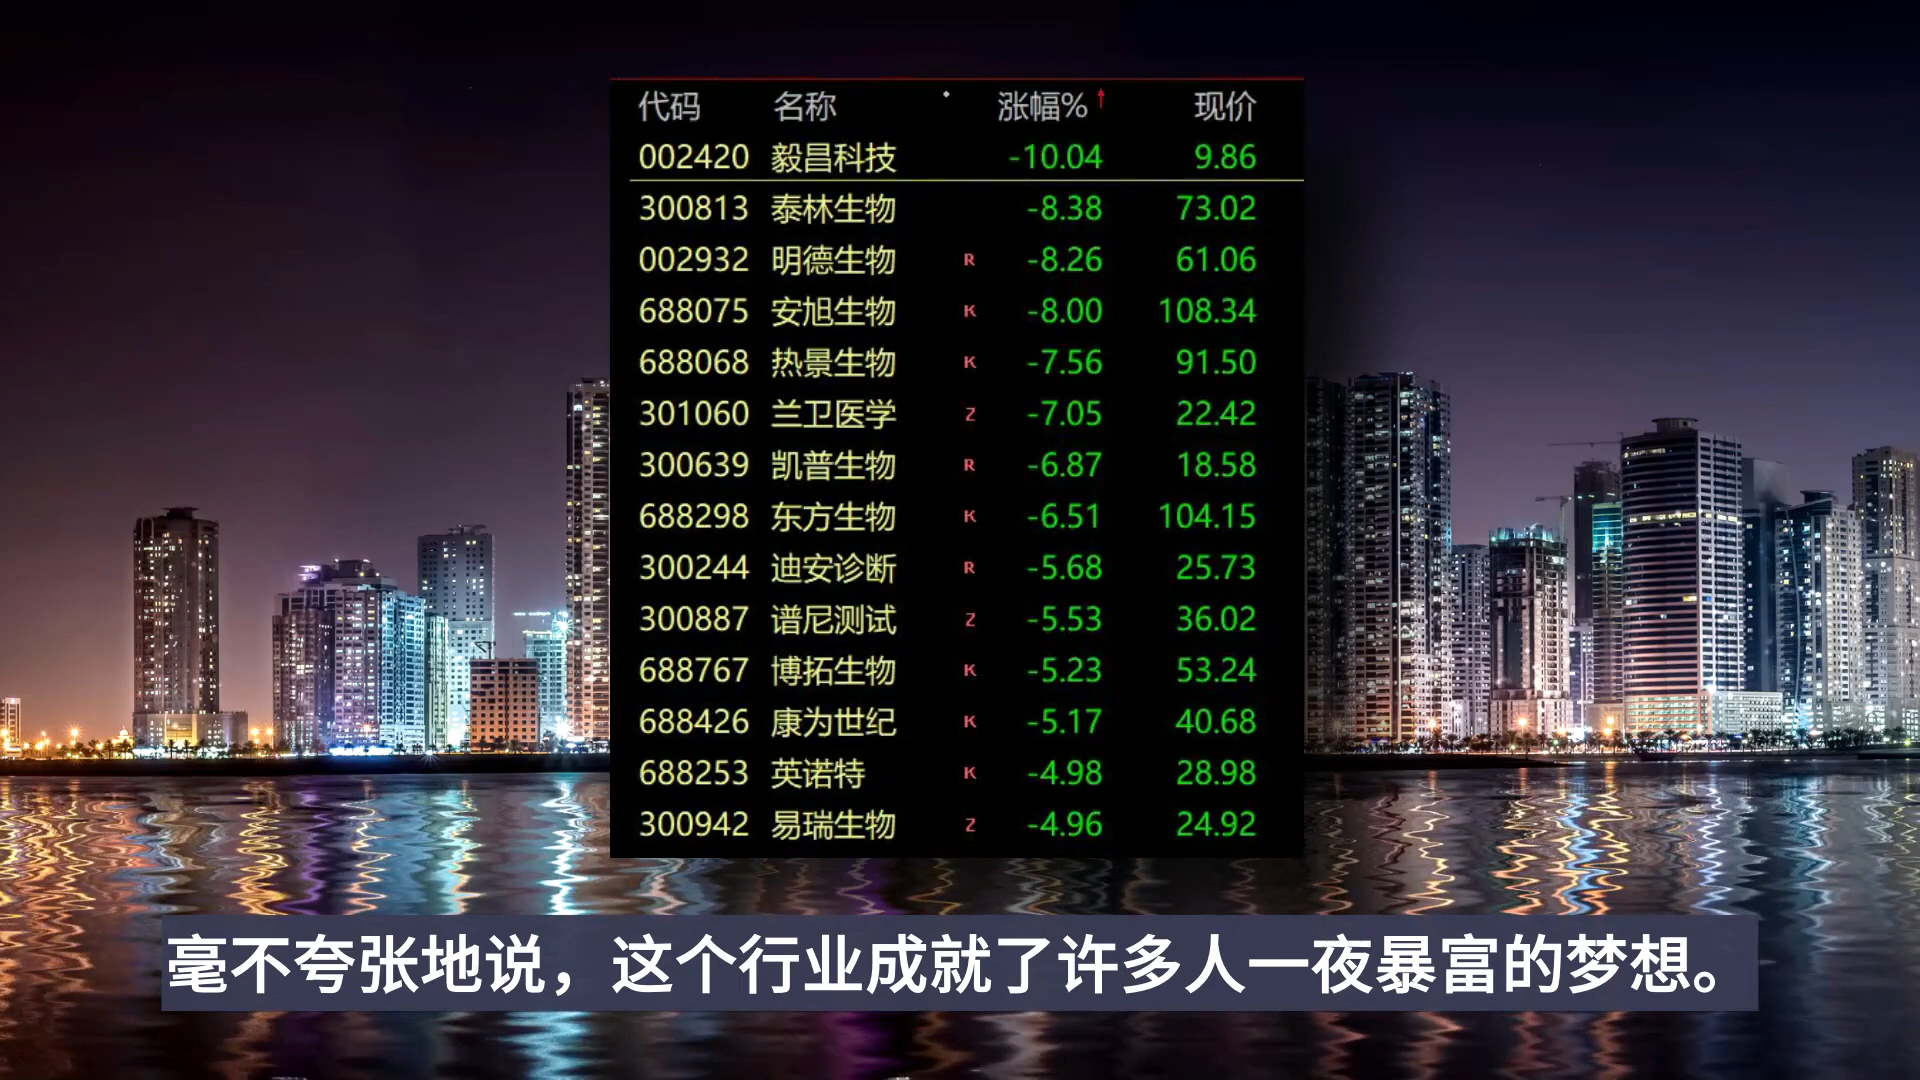 代码 名称 涨幅%↑ 现价
002420 毅昌科技 -10.04 9.86
300813 泰林生物 -8.38 73.02
002932 明德生物 R -8.26 61.06
688075 安旭生物 K -8.00 108.34
688068 热景生物 K -7.56 91.50
301060 兰卫医学 Z -7.05 22.42
300639 凯普生物 R -6.87 18.58
688298 东方生物 K -6.51 104.15
300244 迪安诊断 R -5.68 25.73
300887 谱尼测试 Z -5.53 36.02
688767 博拓生物 K -5.23 53.24
688426 康为世纪 K -5.17 40.68
688253 英诺特 K -4.98 28.98
300942 易瑞生物 Z -4.96 24.92
毫不夸张地说，这个行业成就了许多人一夜暴富的梦想。